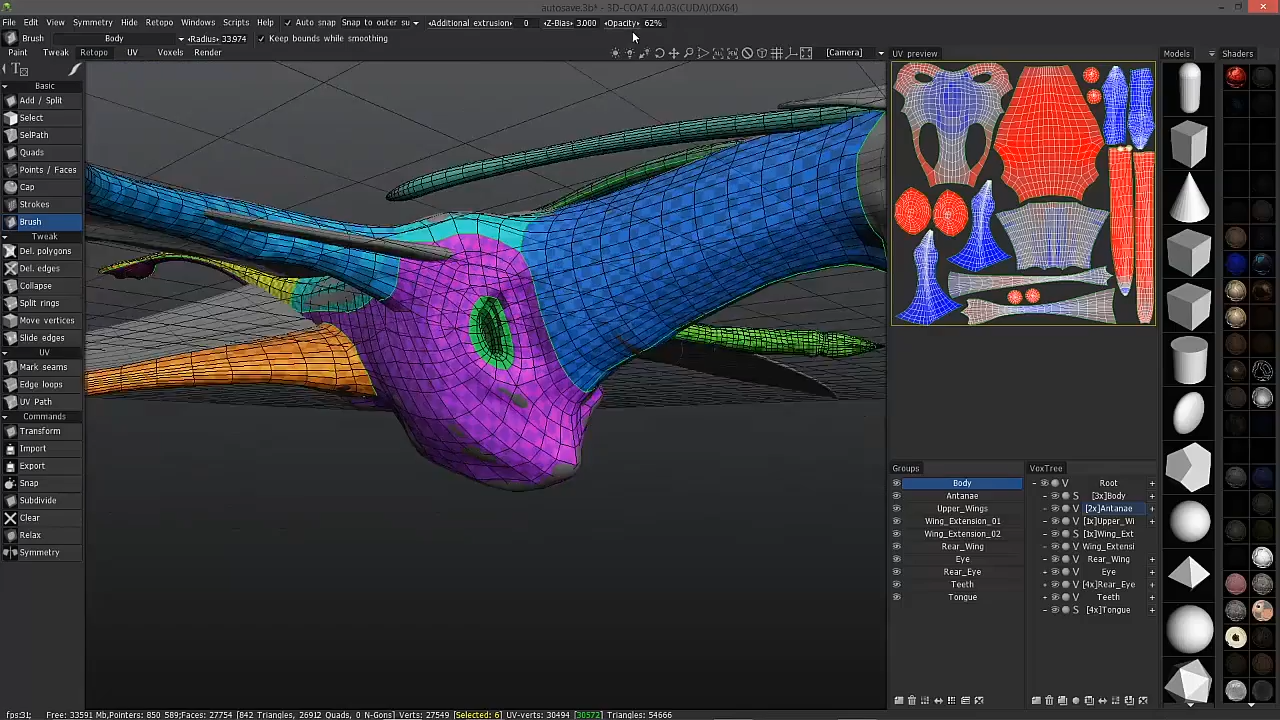 autosave.3b* - 3D-COAT 4.0.03(CUDA)(DX64)
File Edit View Symmetry Hide Retopo Windows Scripts Help Auto snap Snap to outer su Additional extrusion 0 Z-Bias 3.000 Opacity 62%
Brush Body Radius 33.974 Keep bounds while smoothing
Paint Tweak Retopo UV Voxels Render [Camera] UV preview Models Shaders
Basic
Add / Split
Select
SelPath
Quads
Points / Faces
Cap
Strokes
Brush
Tweak
Del. polygons
Del. edges
Collapse
Split rings
Move vertices
Slide edges
UV
Mark seams
Edge loops
UV Path
Commands
Transform
Import
Export
Snap
Subdivide
Clear
Relax
Symmetry
Groups
Body
Antanae
Upper_Wings
Wing_Extension_01
Wing_Extension_02
Rear_Wing
Eye
Rear_Eye
Teeth
Tongue
VoxTree
V Root
S [3x]Body
V [2x]Antanae
V [1x]Upper_Wi
S [1x]Wing_Ext
V Wing_Extensi
V Rear_Wing
V Eye
V [4x]Rear_Eye
V Teeth
S [4x]Tongue
fps:31; Free: 33591 Mb,Pointers: 850 589;Faces: 27754 [842 Triangles, 26912 Quads, 0 N-Gons] Verts: 27549 [Selected: 6] UV-verts: 30494 [30572] Triangles: 54666